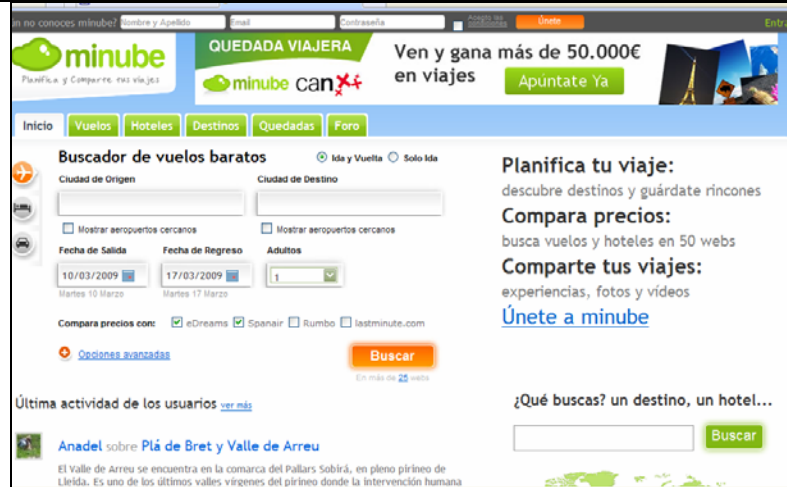 ún no conoces minube? Nombre y Apellido Email Contraseña Acepto las condiciones Únete Entra
minube
Planifica y Comparte tus viajes
QUEDADA VIAJERA
minube can
Ven y gana más de 50.000€
en viajes
Apúntate Ya
Inicio Vuelos Hoteles Destinos Quedadas Foro
Buscador de vuelos baratos Ida y Vuelta Solo Ida
Ciudad de Origen Ciudad de Destino
Mostrar aeropuertos cercanos Mostrar aeropuertos cercanos
Fecha de Salida Fecha de Regreso Adultos
10/03/2009 17/03/2009 1
Martes 10 Marzo Martes 17 Marzo
Compara precios con: eDreams Spanair Rumbo lastminute.com
Opciones avanzadas Buscar
En más de 25 webs
Planifica tu viaje:
descubre destinos y guárdate rincones
Compara precios:
busca vuelos y hoteles en 50 webs
Comparte tus viajes:
experiencias, fotos y vídeos
Únete a minube
Última actividad de los usuarios ver más
Anadel sobre Plá de Bret y Valle de Arreu
El Valle de Arreu se encuentra en la comarca del Pallars Sobirá, en pleno pirineo de
Lleida. Es uno de los últimos valles vírgenes del pirineo donde la intervención humana
¿Qué buscas? un destino, un hotel...
Buscar